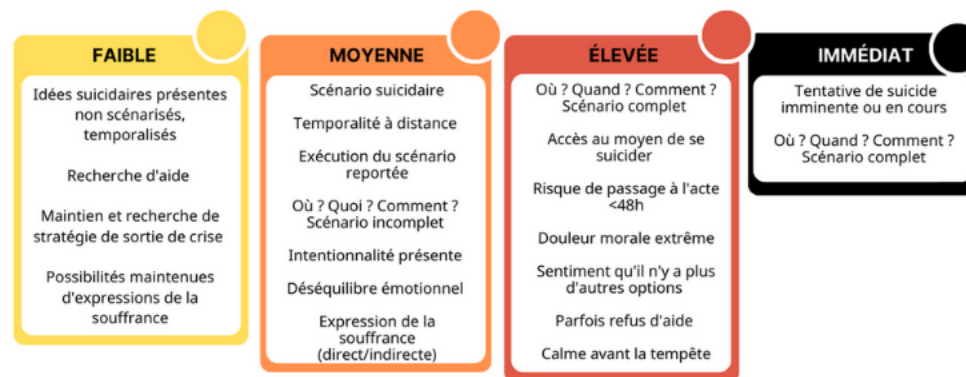 FAIBLE
Idées suicidaires présentes
non scénarisés,
temporalisés
Recherche d'aide
Maintien et recherche de
stratégie de sortie de crise
Possibilités maintenues
d'expressions de la
souffrance
MOYENNE
Scénario suicidaire
Temporalité à distance
Exécution du scénario
reportée
Où ? Quoi ? Comment ?
Scénario incomplet
Intentionnalité présente
Déséquilibre émotionnel
Expression de la
souffrance
(direct/indirecte)
ÉLEVÉE
Où ? Quand ? Comment ?
Scénario complet
Accès au moyen de se
suicider
Risque de passage à l'acte
<48h
Douleur morale extrême
Sentiment qu'il n'y a plus
d'autres options
Parfois refus d'aide
Calme avant la tempête
IMMÉDIAT
Tentative de suicide
imminente ou en cours
Où ? Quand ? Comment ?
Scénario complet